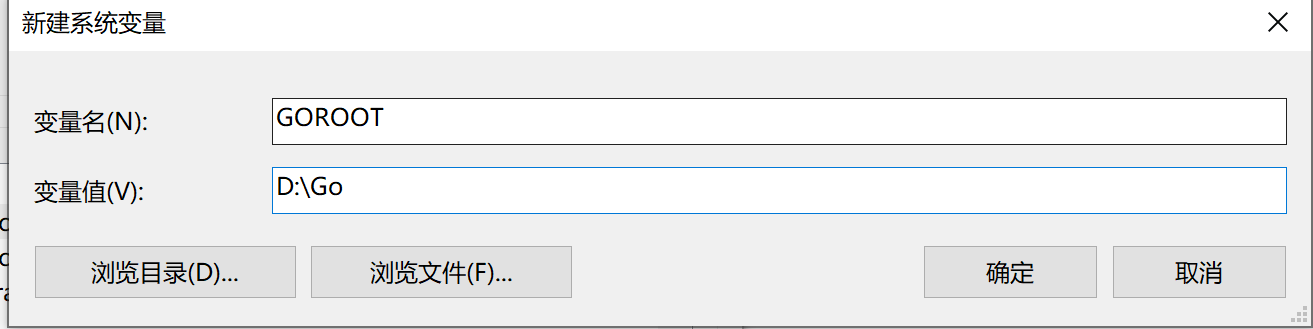 新建系统变量
变量名(N):
GOROOT
变量值(V):
D:\Go
浏览目录(D)...
浏览文件(F)...
确定
取消